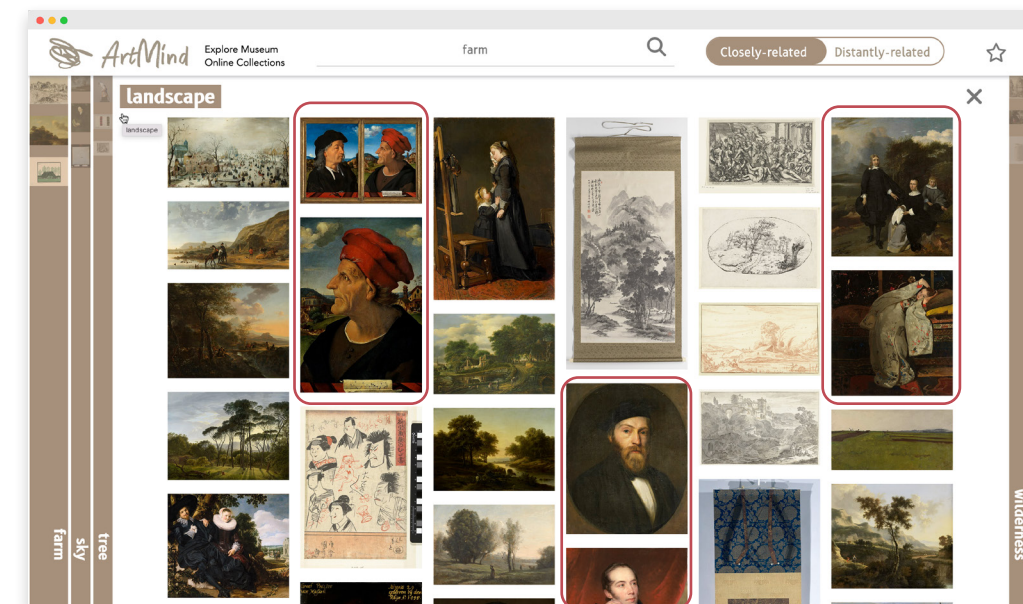 ArtMind
Explore Museum
Online Collections
farm
Closely-related
Distantly-related
landscape
landscape
farm
sky
tree
wilderness